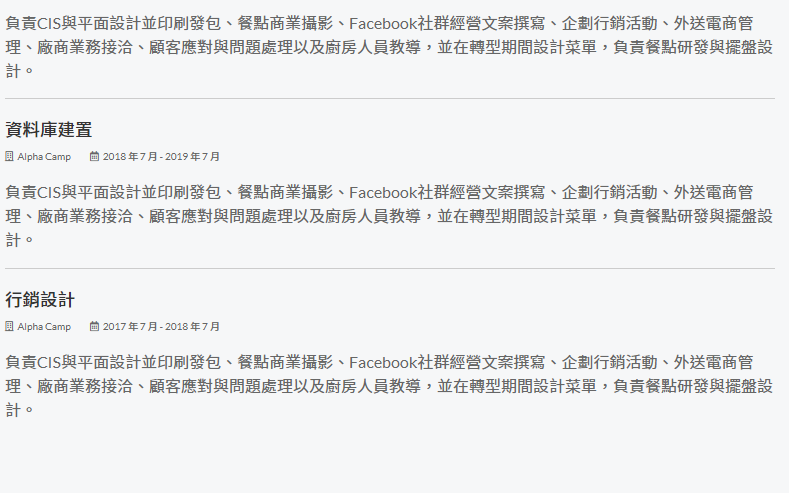 負責CIS與平面設計並印刷發包、餐點商業攝影、Facebook社群經營文案撰寫、企劃行銷活動、外送電商管
理、廠商業務接洽、顧客應對與問題處理以及廚房人員教導，並在轉型期間設計菜單，負責餐點研發與擺盤設
計。
資料庫建置
Alpha Camp 2018 年 7 月 - 2019 年 7 月
負責CIS與平面設計並印刷發包、餐點商業攝影、Facebook社群經營文案撰寫、企劃行銷活動、外送電商管
理、廠商業務接洽、顧客應對與問題處理以及廚房人員教導，並在轉型期間設計菜單，負責餐點研發與擺盤設
計。
行銷設計
Alpha Camp 2017 年 7 月 - 2018 年 7 月
負責CIS與平面設計並印刷發包、餐點商業攝影、Facebook社群經營文案撰寫、企劃行銷活動、外送電商管
理、廠商業務接洽、顧客應對與問題處理以及廚房人員教導，並在轉型期間設計菜單，負責餐點研發與擺盤設
計。